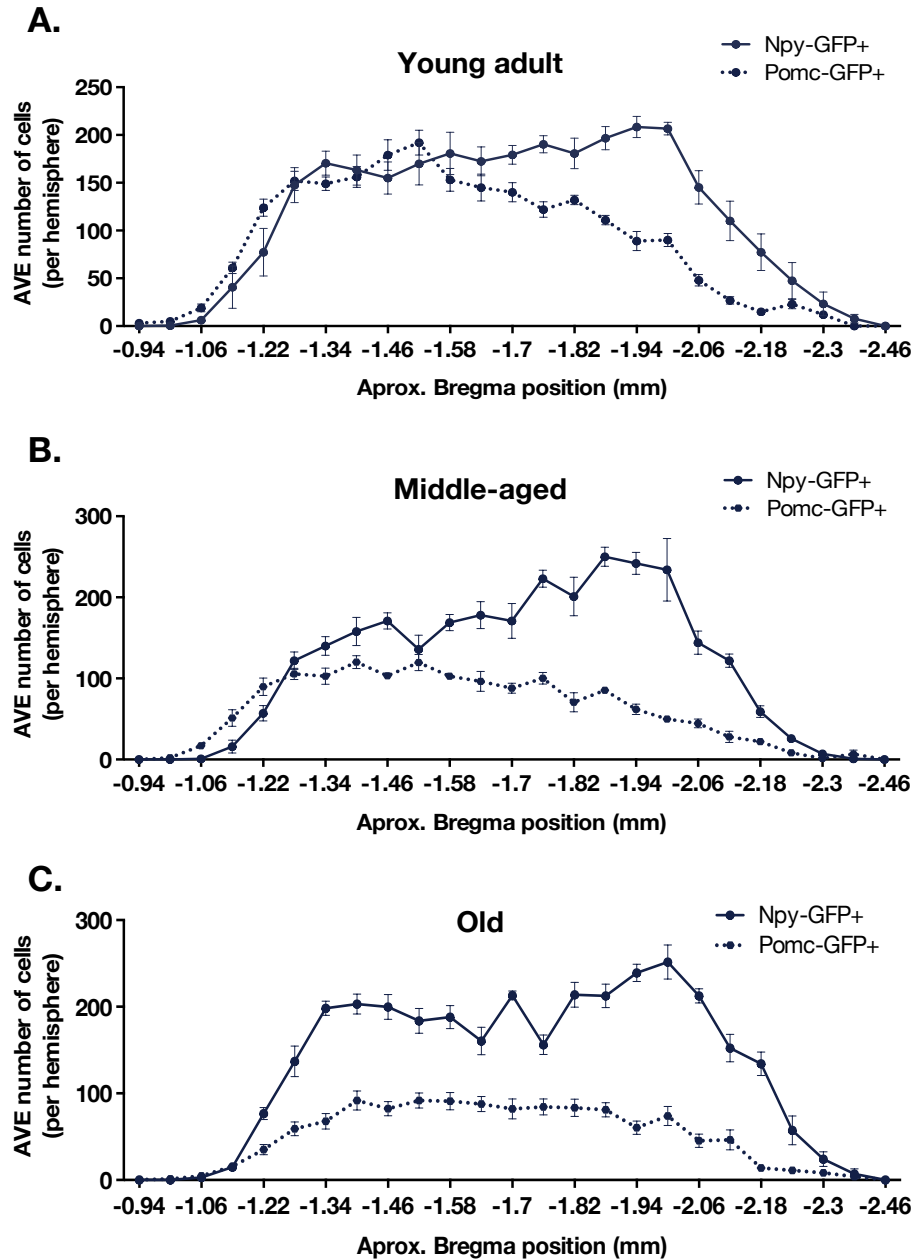 A.
Young adult
Npy-GFP+
Pomc-GFP+
AVE number of cells
(per hemisphere)
250
200
150
100
50
0
-0.94 -1.06 -1.22 -1.34 -1.46 -1.58 -1.7 -1.82 -1.94 -2.06 -2.18 -2.3 -2.46
Aprox. Bregma position (mm)
B.
Middle-aged
Npy-GFP+
Pomc-GFP+
AVE number of cells
(per hemisphere)
300
200
100
0
-0.94 -1.06 -1.22 -1.34 -1.46 -1.58 -1.7 -1.82 -1.94 -2.06 -2.18 -2.3 -2.46
Aprox. Bregma position (mm)
C.
Old
Npy-GFP+
Pomc-GFP+
AVE number of cells
(per hemisphere)
300
200
100
0
-0.94 -1.06 -1.22 -1.34 -1.46 -1.58 -1.7 -1.82 -1.94 -2.06 -2.18 -2.3 -2.46
Aprox. Bregma position (mm)